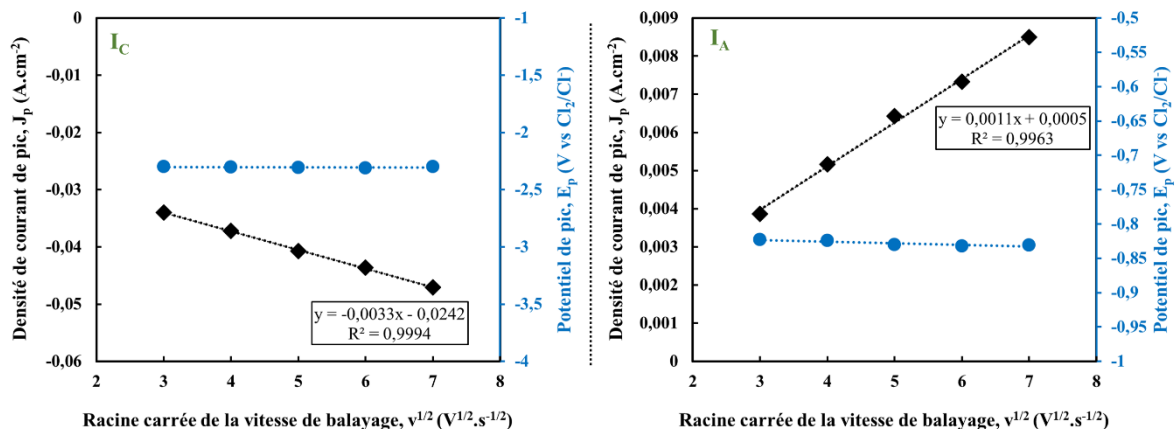 I_C
Densité de courant de pic, J_p (A.cm⁻²)
0
-0,01
-0,02
-0,03
-0,04
-0,05
-0,06
2 3 4 5 6 7 8
-1
-1,5
-2
-2,5
-3
-3,5
-4
Potentiel de pic, E_p (V vs Cl₂/Cl⁻)
y = -0,0033x - 0,0242
R² = 0,9994
Racine carrée de la vitesse de balayage, v^1/2 (V^1/2.s^-1/2)
I_A
Densité de courant de pic, J_p (A.cm⁻²)
0,009
0,008
0,007
0,006
0,005
0,004
0,003
0,002
0,001
0
2 3 4 5 6 7 8
-0,5
-0,55
-0,6
-0,65
-0,7
-0,75
-0,8
-0,85
-0,9
-0,95
-1
Potentiel de pic, E_p (V vs Cl₂/Cl⁻)
y = 0,0011x + 0,0005
R² = 0,9963
Racine carrée de la vitesse de balayage, v^1/2 (V^1/2.s^-1/2)